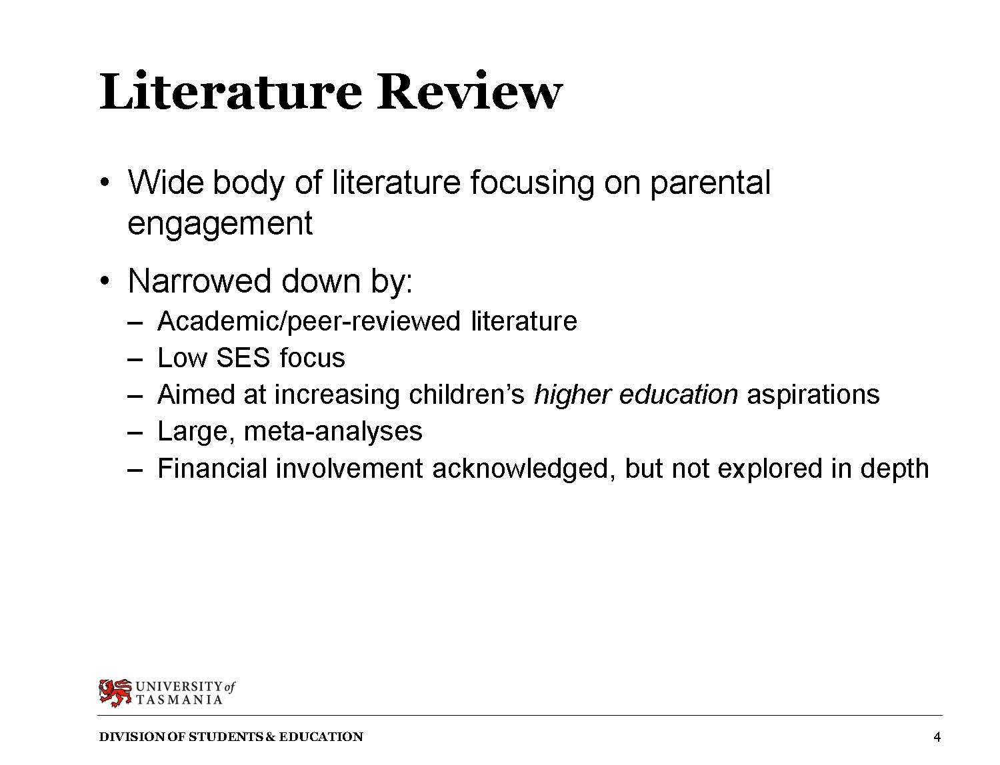 Literature Review
• Wide body of literature focusing on parental
engagement
• Narrowed down by:
– Academic/peer-reviewed literature
– Low SES focus
– Aimed at increasing children’s higher education aspirations
– Large, meta-analyses
– Financial involvement acknowledged, but not explored in depth
UNIVERSITY of
TASMANIA
DIVISION OF STUDENTS & EDUCATION 4